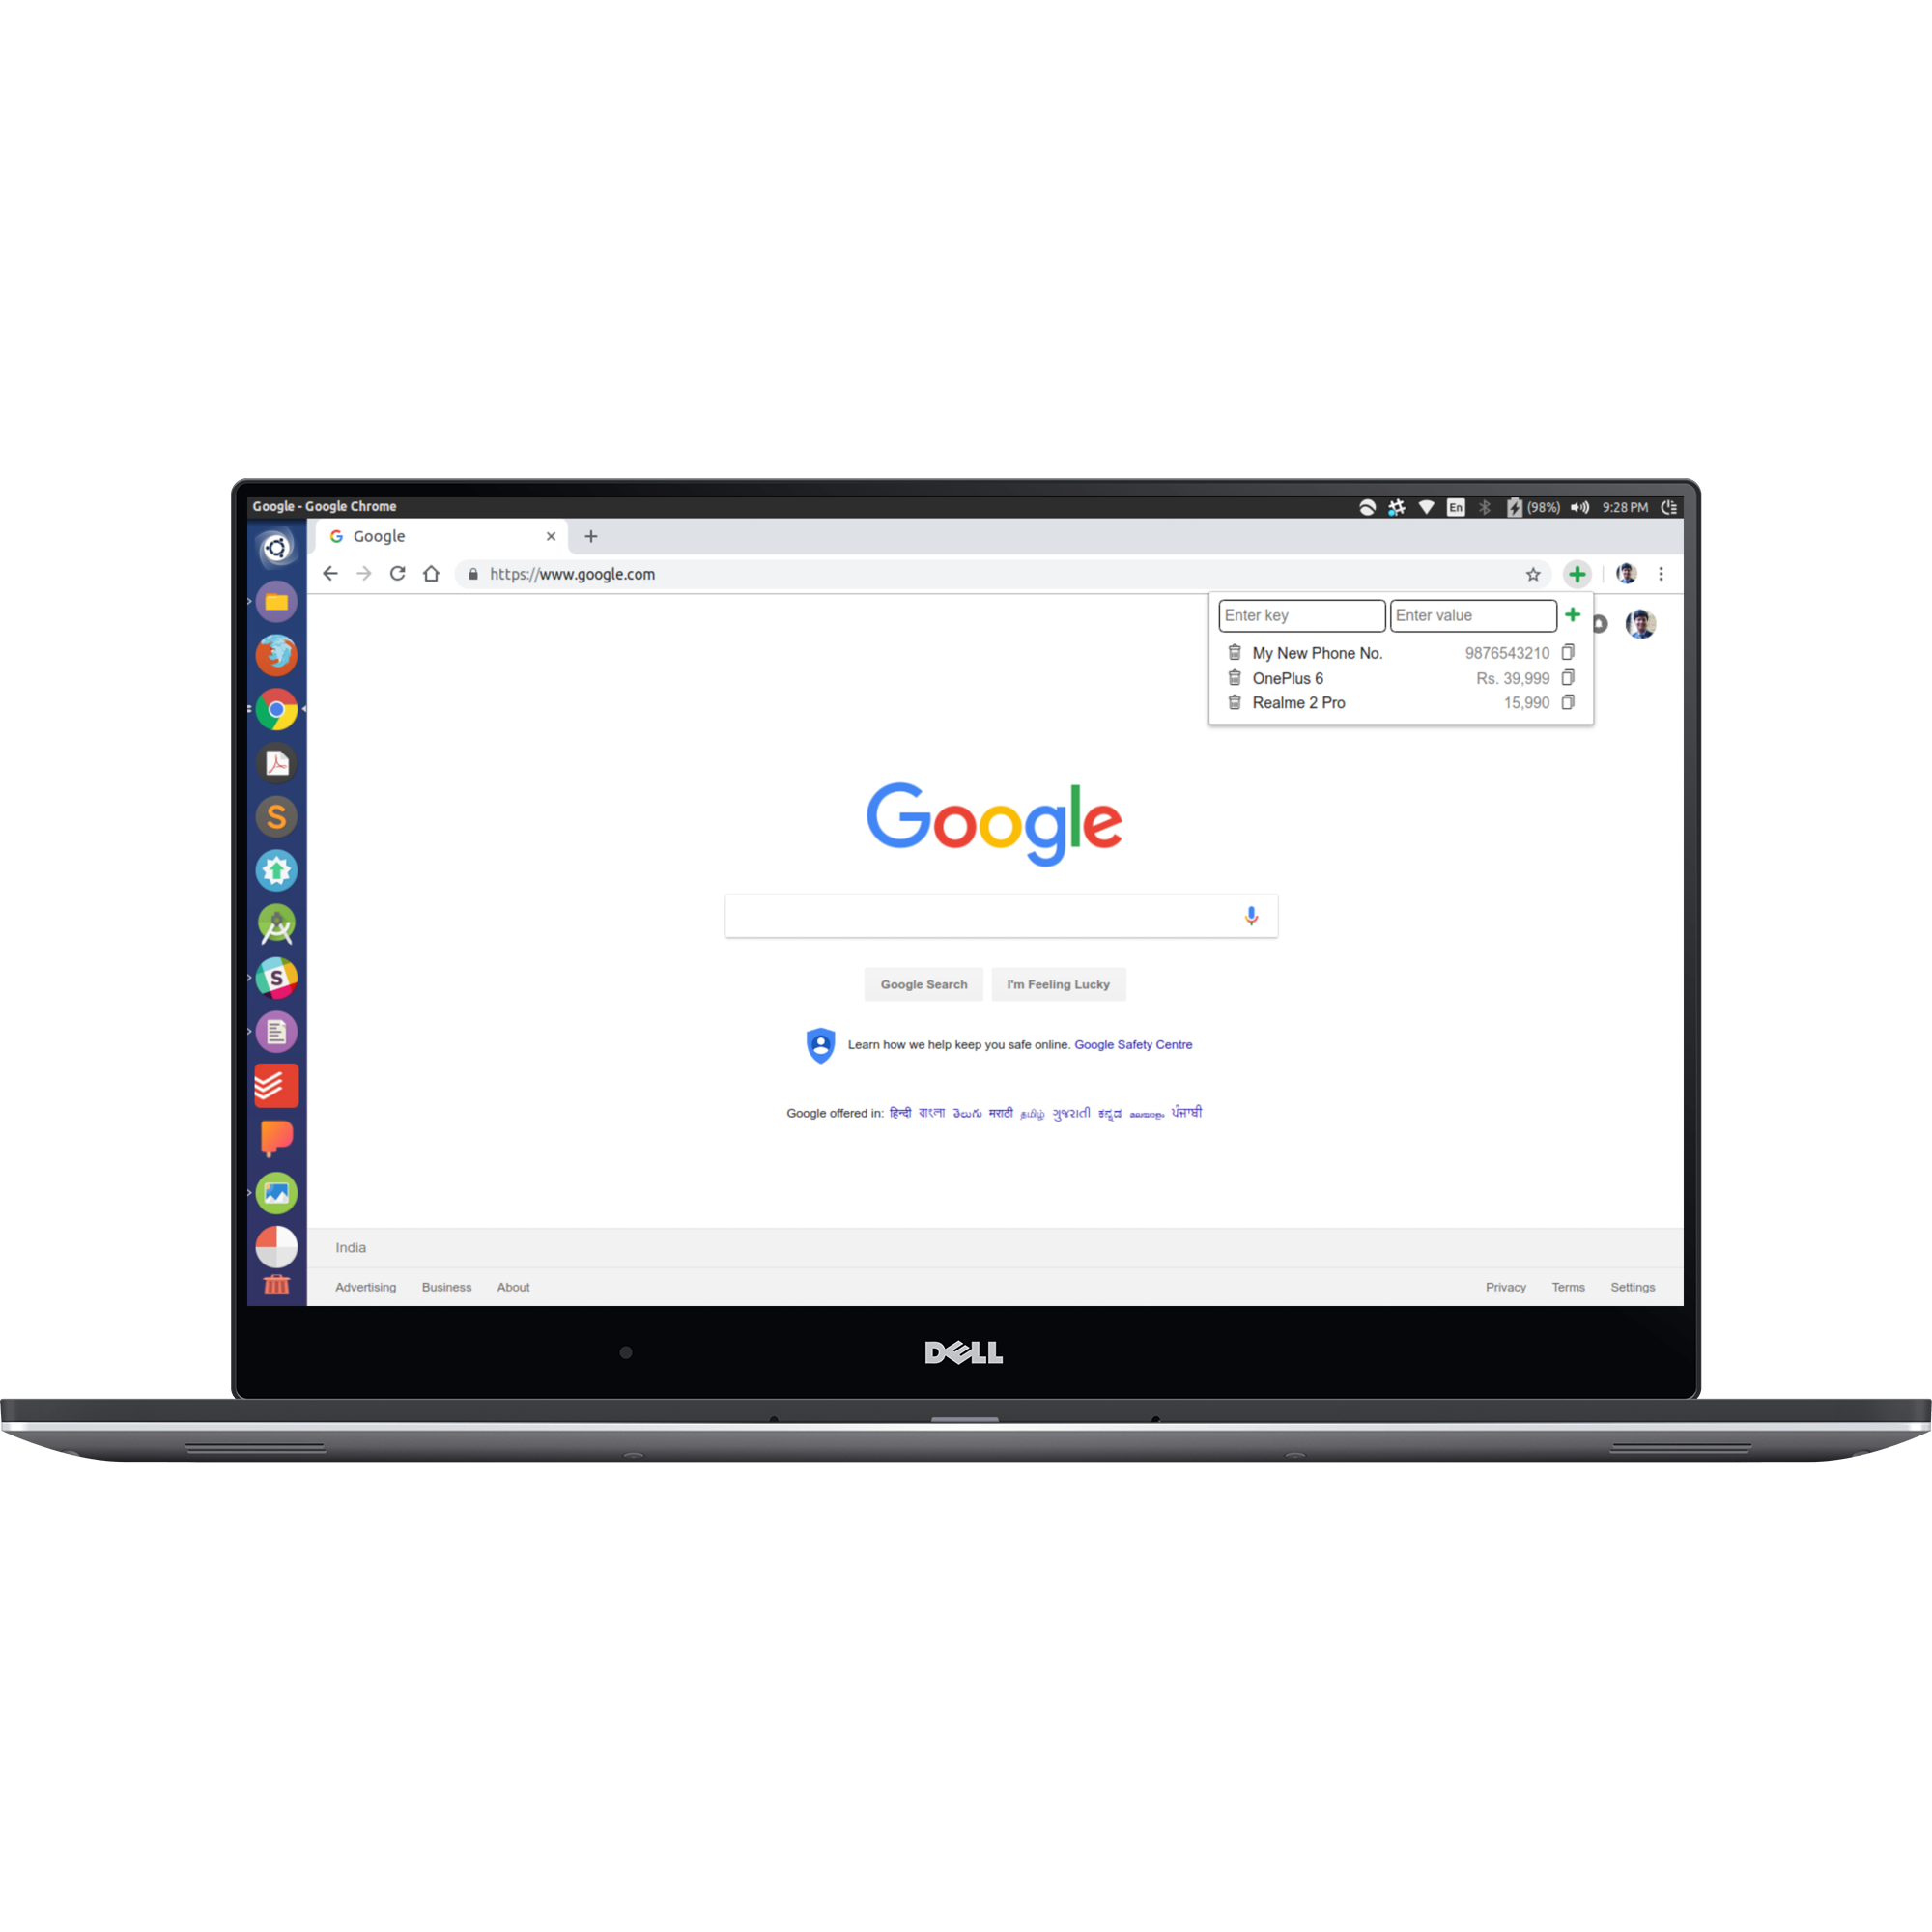 Google - Google Chrome
En
(98%)
9:28 PM
Google
https://www.google.com
Enter key
Enter value
My New Phone No.
9876543210
OnePlus 6
Rs. 39,999
Realme 2 Pro
15,990
S
S
Google
Google Search
I'm Feeling Lucky
Learn how we help keep you safe online. Google Safety Centre
Google offered in: हिन्दी বাংলা తెలుగు मराठी தமிழ் ગુજરાતી ಕನ್ನಡ മലയാളം ਪੰਜਾਬੀ
India
Advertising Business About
Privacy Terms Settings
DELL